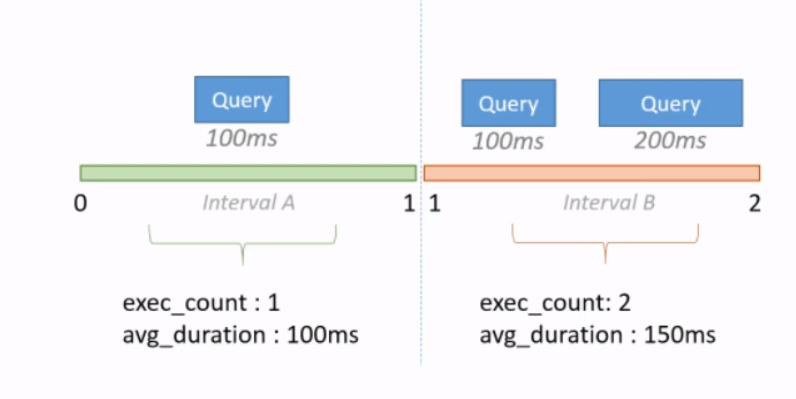 Query
100ms
Query
100ms
Query
200ms
0
Interval A
1
1
Interval B
2
exec_count : 1
avg_duration : 100ms
exec_count: 2
avg_duration : 150ms